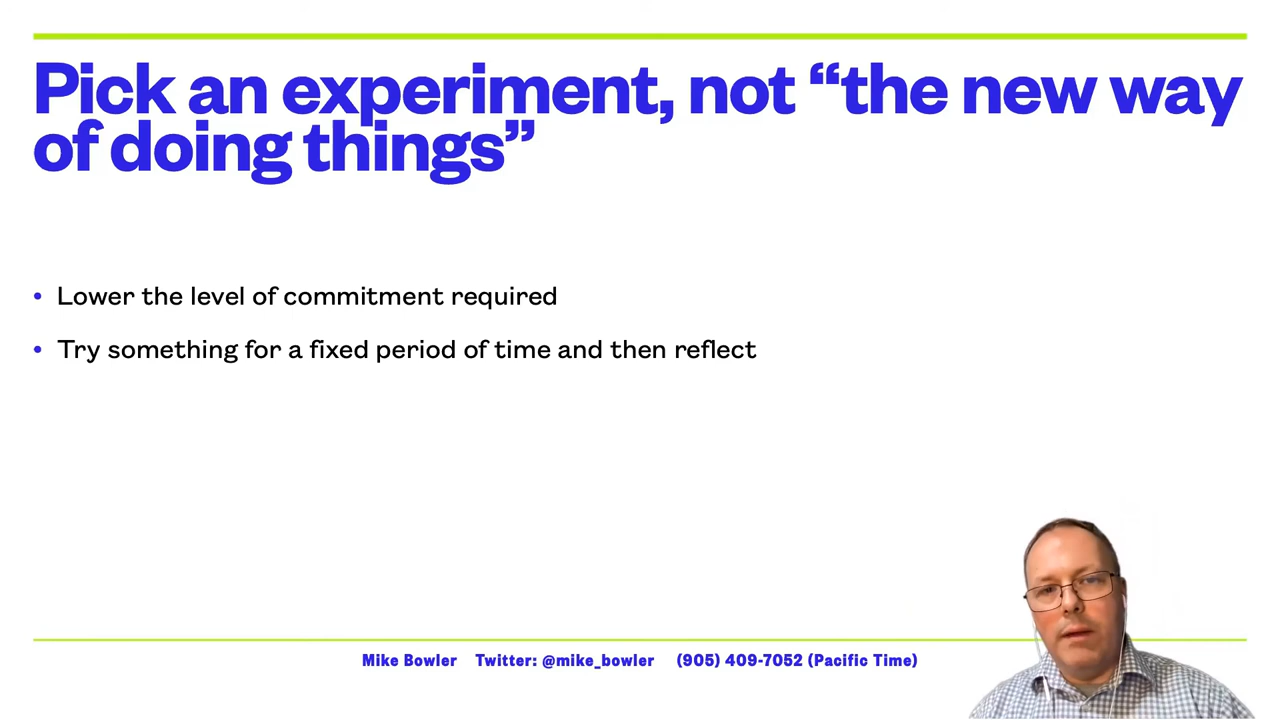 Pick an experiment, not “the new way
of doing things”
• Lower the level of commitment required
• Try something for a fixed period of time and then reflect
Mike Bowler Twitter: @mike_bowler (905) 409-7052 (Pacific Time)